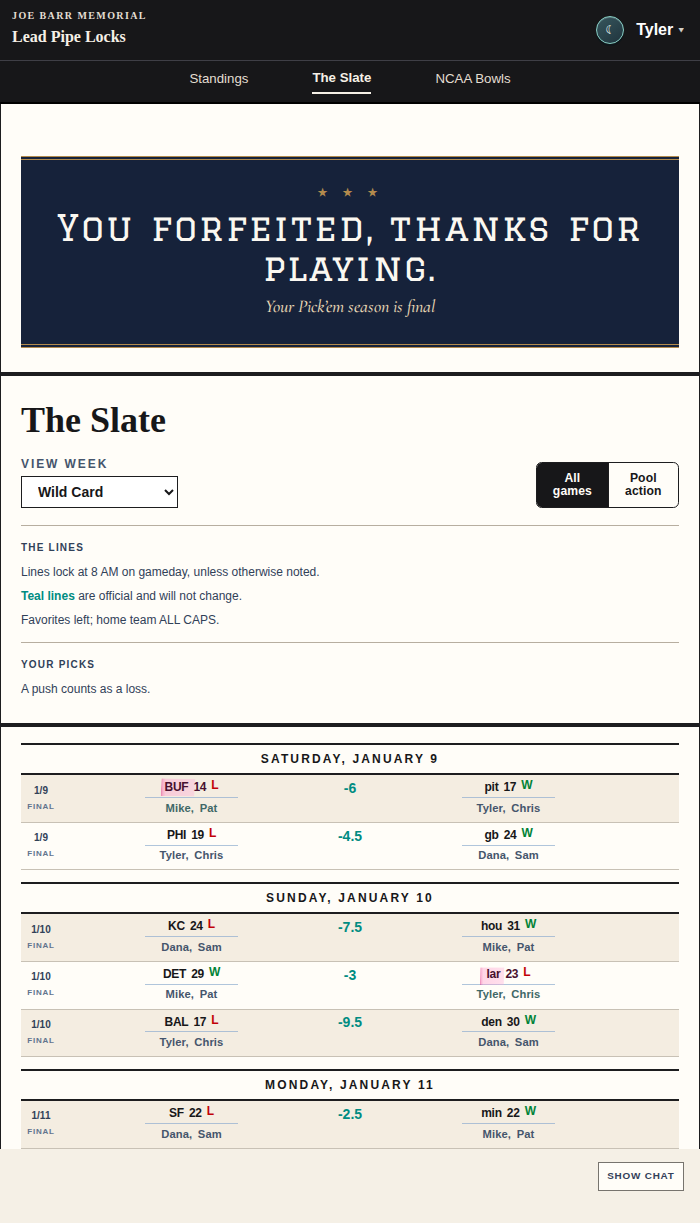 JOE BARR MEMORIAL
Lead Pipe Locks
Tyler ▾
Standings The Slate NCAA Bowls
★ ★ ★
YOU FORFEITED, THANKS FOR
PLAYING.
Your Pick'em season is final
The Slate
VIEW WEEK
Wild Card
All games
Pool action
THE LINES
Lines lock at 8 AM on gameday, unless otherwise noted.
Teal lines are official and will not change.
Favorites left; home team ALL CAPS.
YOUR PICKS
A push counts as a loss.
SATURDAY, JANUARY 9
1/9 BUF 14 L -6 pit 17 W
FINAL Mike, Pat Tyler, Chris
1/9 PHI 19 L -4.5 gb 24 W
FINAL Tyler, Chris Dana, Sam
SUNDAY, JANUARY 10
1/10 KC 24 L -7.5 hou 31 W
FINAL Dana, Sam Mike, Pat
1/10 DET 29 W -3 lar 23 L
FINAL Mike, Pat Tyler, Chris
1/10 BAL 17 L -9.5 den 30 W
FINAL Tyler, Chris Dana, Sam
MONDAY, JANUARY 11
1/11 SF 22 L -2.5 min 22 W
FINAL Dana, Sam Mike, Pat
SHOW CHAT